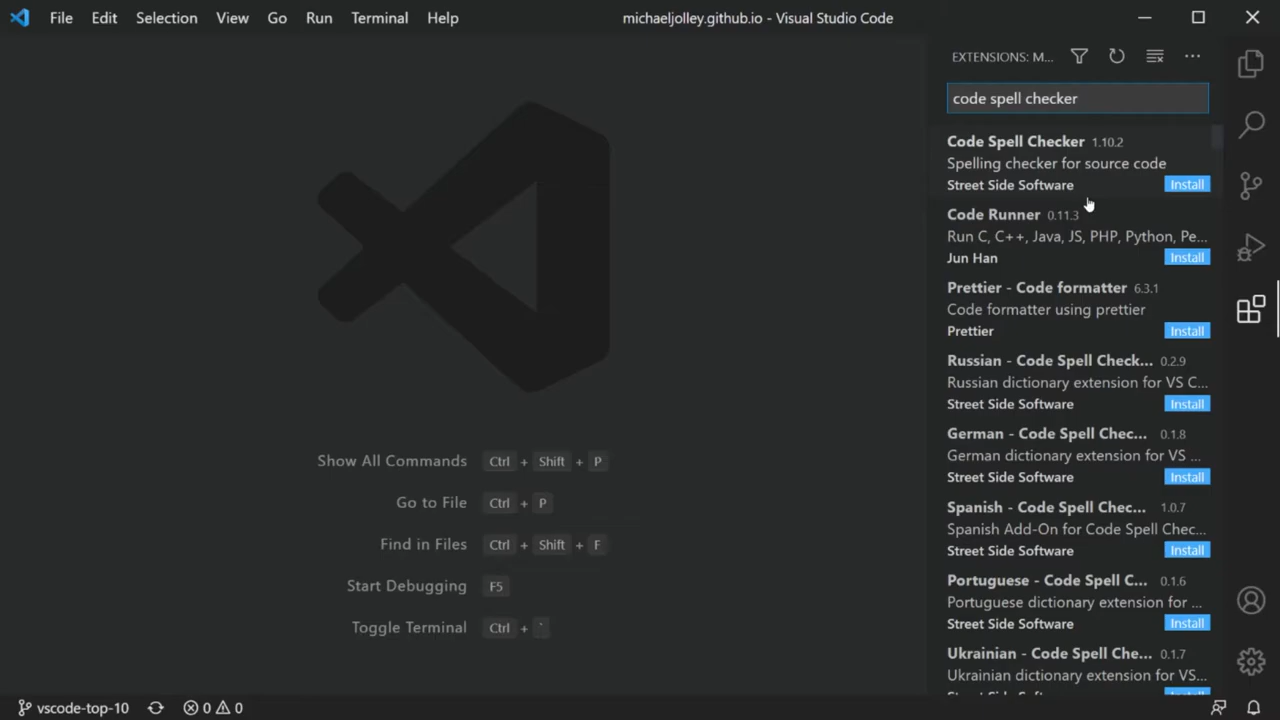 File Edit Selection View Go Run Terminal Help
michaeljolley.github.io - Visual Studio Code
Show All Commands Ctrl + Shift + P
Go to File Ctrl + P
Find in Files Ctrl + Shift + F
Start Debugging F5
Toggle Terminal Ctrl + `
EXTENSIONS: M...
code spell checker
Code Spell Checker 1.10.2
Spelling checker for source code
Street Side Software Install
Code Runner 0.11.3
Run C, C++, Java, JS, PHP, Python, Pe...
Jun Han Install
Prettier - Code formatter 6.3.1
Code formatter using prettier
Prettier Install
Russian - Code Spell Check... 0.2.9
Russian dictionary extension for VS C...
Street Side Software Install
German - Code Spell Chec... 0.1.8
German dictionary extension for VS ...
Street Side Software Install
Spanish - Code Spell Chec... 1.0.7
Spanish Add-On for Code Spell Chec...
Street Side Software Install
Portuguese - Code Spell C... 0.1.6
Portuguese dictionary extension for ...
Street Side Software Install
Ukrainian - Code Spell Che... 0.1.7
Ukrainian dictionary extension for VS...
vscode-top-10 0 0